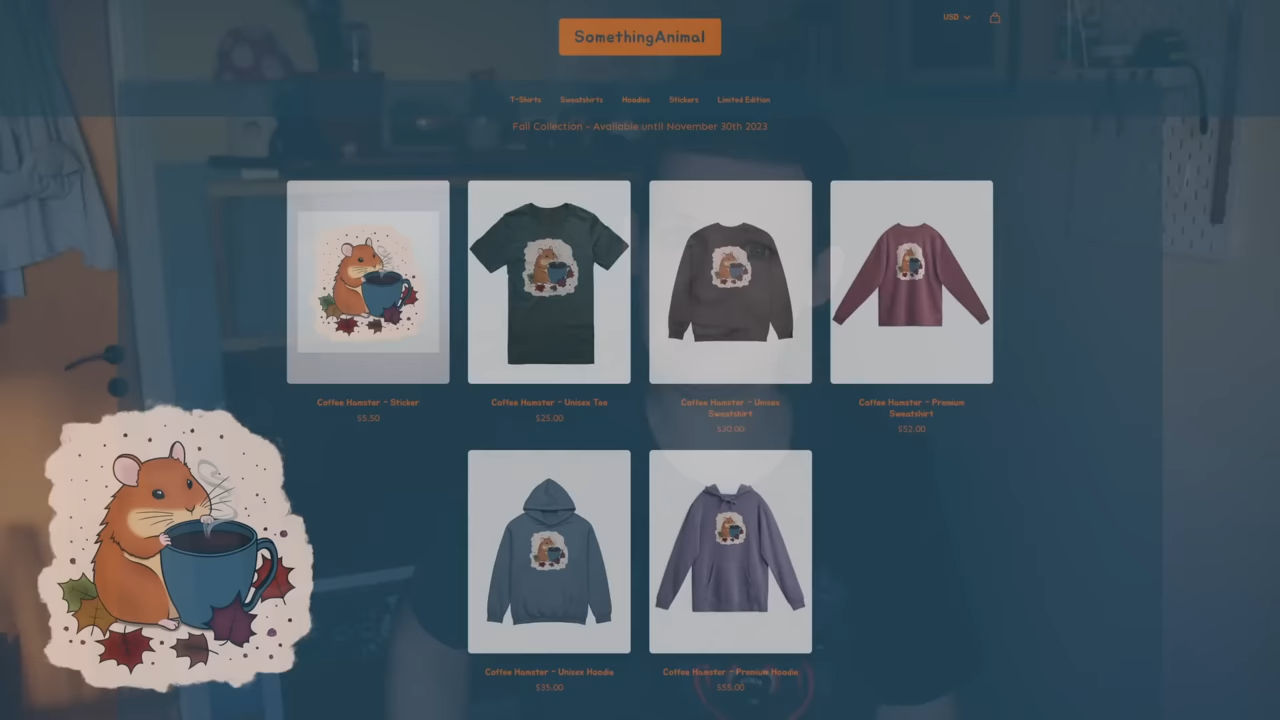 USD
SomethingAnimal
T-Shirts Sweatshirts Hoodies Stickers Limited Edition
Fall Collection - Available until November 30th 2023
Coffee Hamster - Sticker
$5.50
Coffee Hamster - Unisex Tee
$25.00
Coffee Hamster - Unisex
Sweatshirt
$30.00
Coffee Hamster - Premium
Sweatshirt
$52.00
Coffee Hamster - Unisex Hoodie
$35.00
Coffee Hamster - Premium Hoodie
$55.00